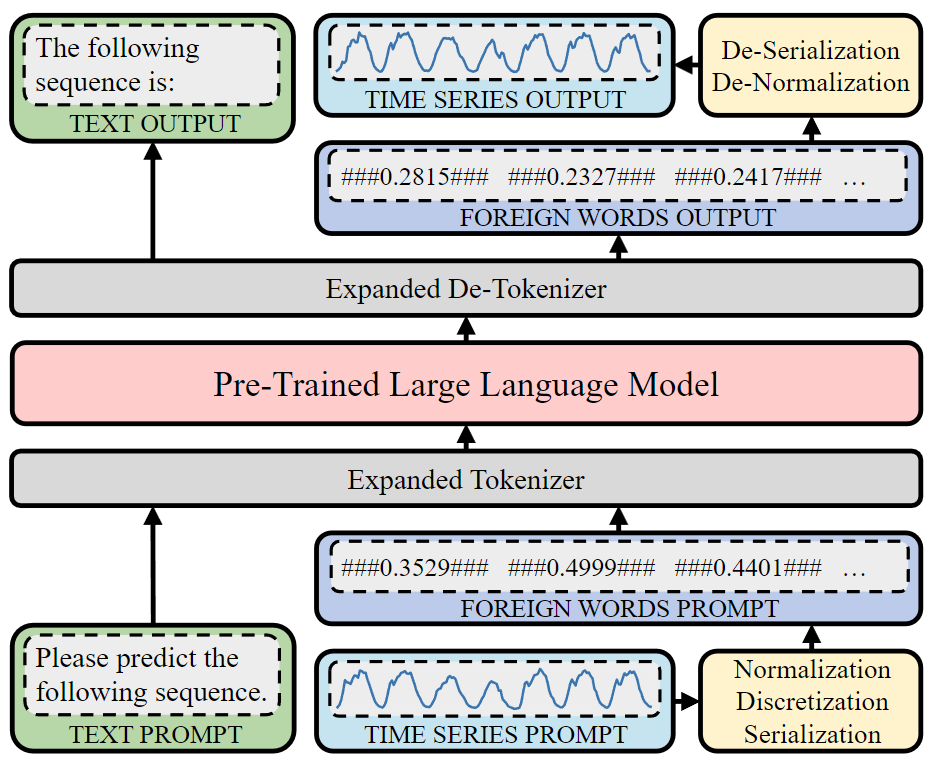 The following
sequence is:
TEXT OUTPUT
TIME SERIES OUTPUT
De-Serialization
De-Normalization
###0.2815### ###0.2327### ###0.2417### ...
FOREIGN WORDS OUTPUT
Expanded De-Tokenizer
Pre-Trained Large Language Model
Expanded Tokenizer
###0.3529### ###0.4999### ###0.4401### ...
FOREIGN WORDS PROMPT
Please predict the
following sequence.
TEXT PROMPT
TIME SERIES PROMPT
Normalization
Discretization
Serialization